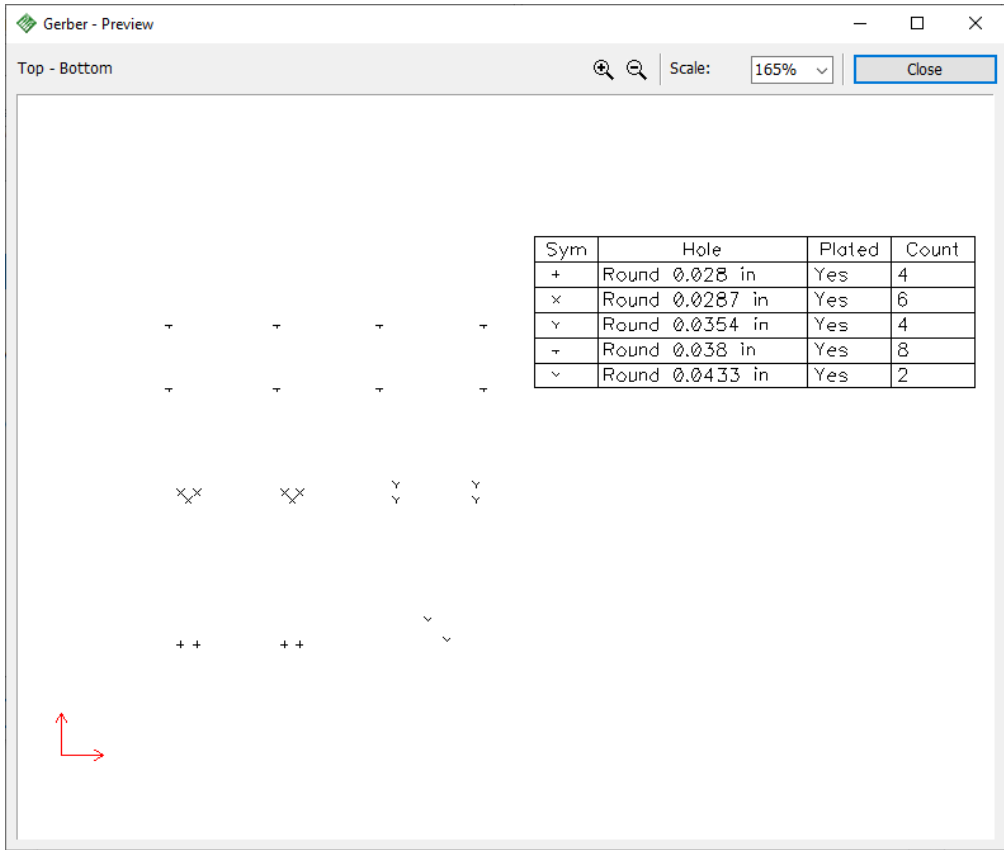 Gerber - Preview
Top - Bottom Scale: 165% Close
Sym Hole Plated Count
+ Round 0.028 in Yes 4
x Round 0.0287 in Yes 6
Y Round 0.0354 in Yes 4
T Round 0.038 in Yes 8
v Round 0.0433 in Yes 2